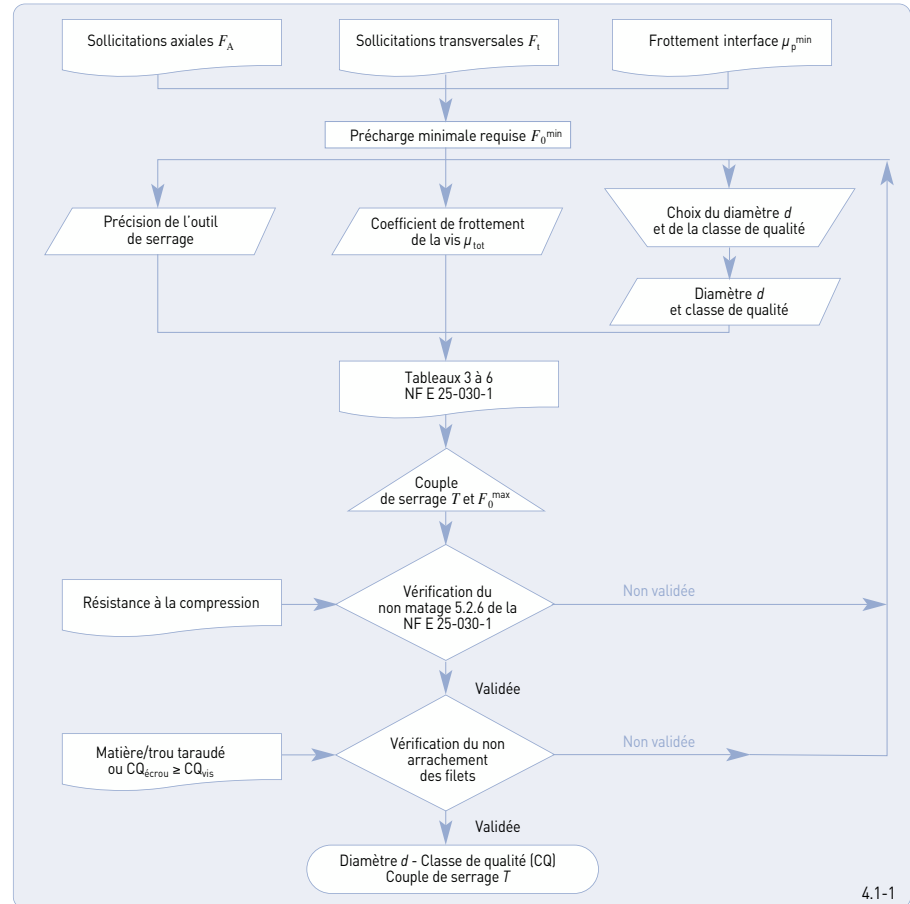 Sollicitations axiales F_A
Sollicitations transversales F_t
Frottement interface μ_p^min
Précharge minimale requise F_0^min
Précision de l'outil
de serrage
Coefficient de frottement
de la vis μ_tot
Choix du diamètre d
et de la classe de qualité
Diamètre d
et classe de qualité
Tableaux 3 à 6
NF E 25-030-1
Couple
de serrage T et F_0^max
Résistance à la compression
Vérification du
non matage 5.2.6 de la
NF E 25-030-1
Non validée
Validée
Matière/trou taraudé
ou CQ_écrou ≥ CQ_vis
Vérification du non
arrachement
des filets
Non validée
Validée
Diamètre d - Classe de qualité (CQ)
Couple de serrage T
4.1-1